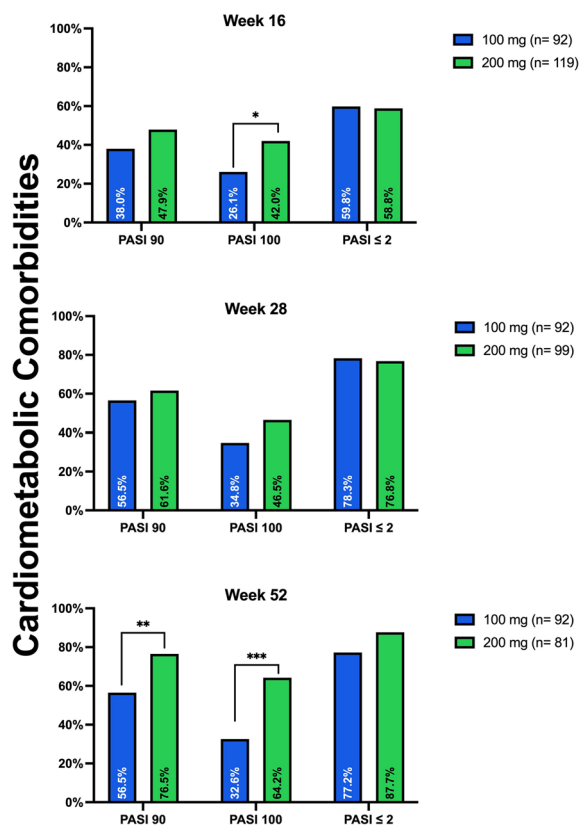 Cardiometabolic Comorbidities
Week 16
100%
80%
60%
40%
20%
0%
*
38.0%
47.9%
26.1%
42.0%
59.8%
58.8%
PASI 90
PASI 100
PASI ≤ 2
100 mg (n= 92)
200 mg (n= 119)
Week 28
100%
80%
60%
40%
20%
0%
56.5%
61.6%
34.8%
46.5%
78.3%
76.8%
PASI 90
PASI 100
PASI ≤ 2
100 mg (n= 92)
200 mg (n= 99)
Week 52
100%
80%
60%
40%
20%
0%
**
***
56.5%
76.5%
32.6%
64.2%
77.2%
87.7%
PASI 90
PASI 100
PASI ≤ 2
100 mg (n= 92)
200 mg (n= 81)